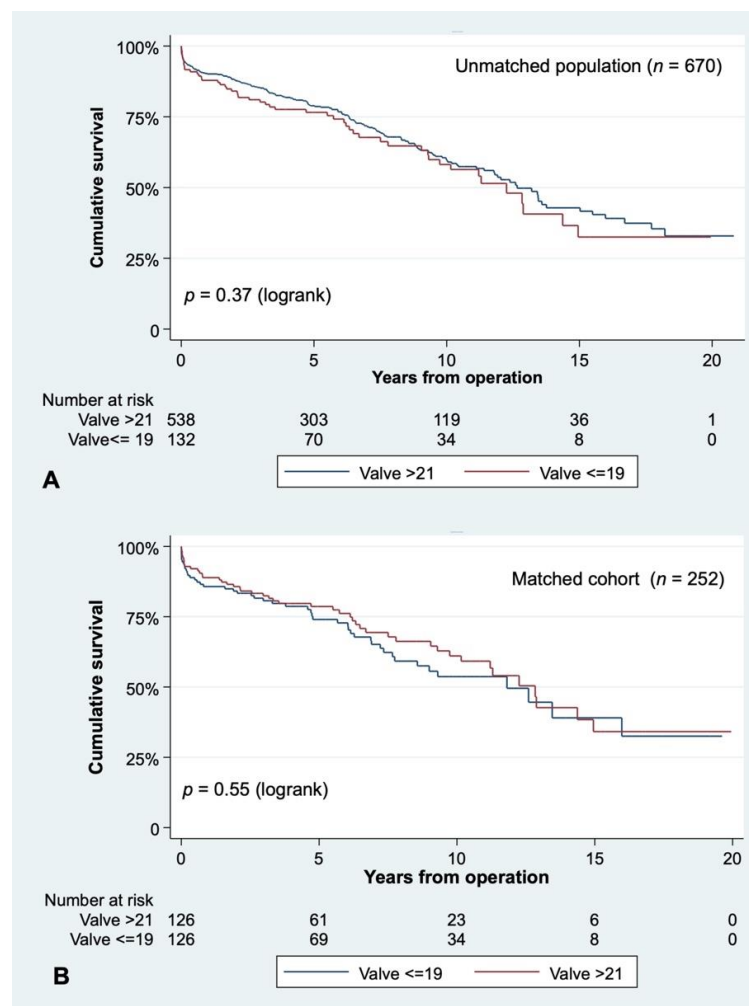 100%
75%
50%
25%
0
Cumulative survival
Unmatched population (n = 670)
p = 0.37 (logrank)
0 5 10 15 20
Years from operation
Number at risk
Valve >21 538 303 119 36 1
Valve<= 19 132 70 34 8 0
A
Valve >21 Valve <=19
100%
75%
50%
25%
0
Cumulative survival
Matched cohort (n = 252)
p = 0.55 (logrank)
0 5 10 15 20
Years from operation
Number at risk
Valve >21 126 61 23 6 0
Valve <=19 126 69 34 8 0
B
Valve <=19 Valve >21